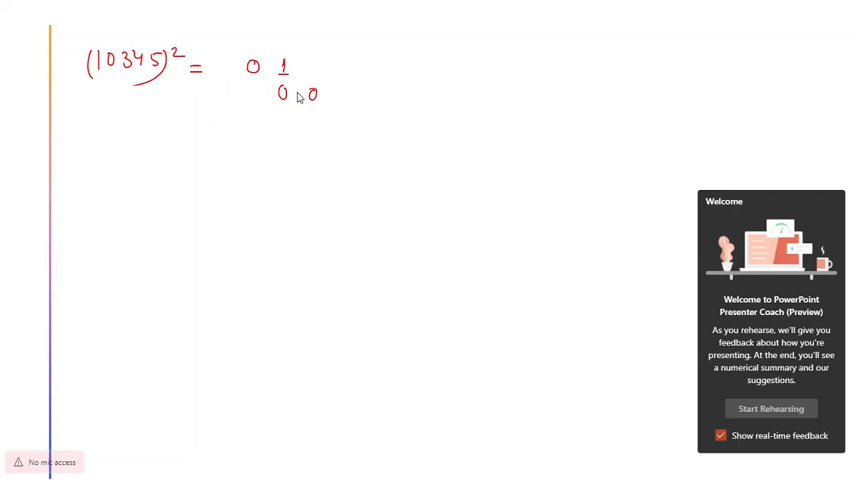 (10345)² = 0 1
0 0
Welcome
Welcome to PowerPoint
Presenter Coach (Preview)
As you rehearse, we'll give you
feedback about how you're
presenting. At the end, you'll see
a numerical summary and our
suggestions.
Start Rehearsing
Show real-time feedback
No mic access